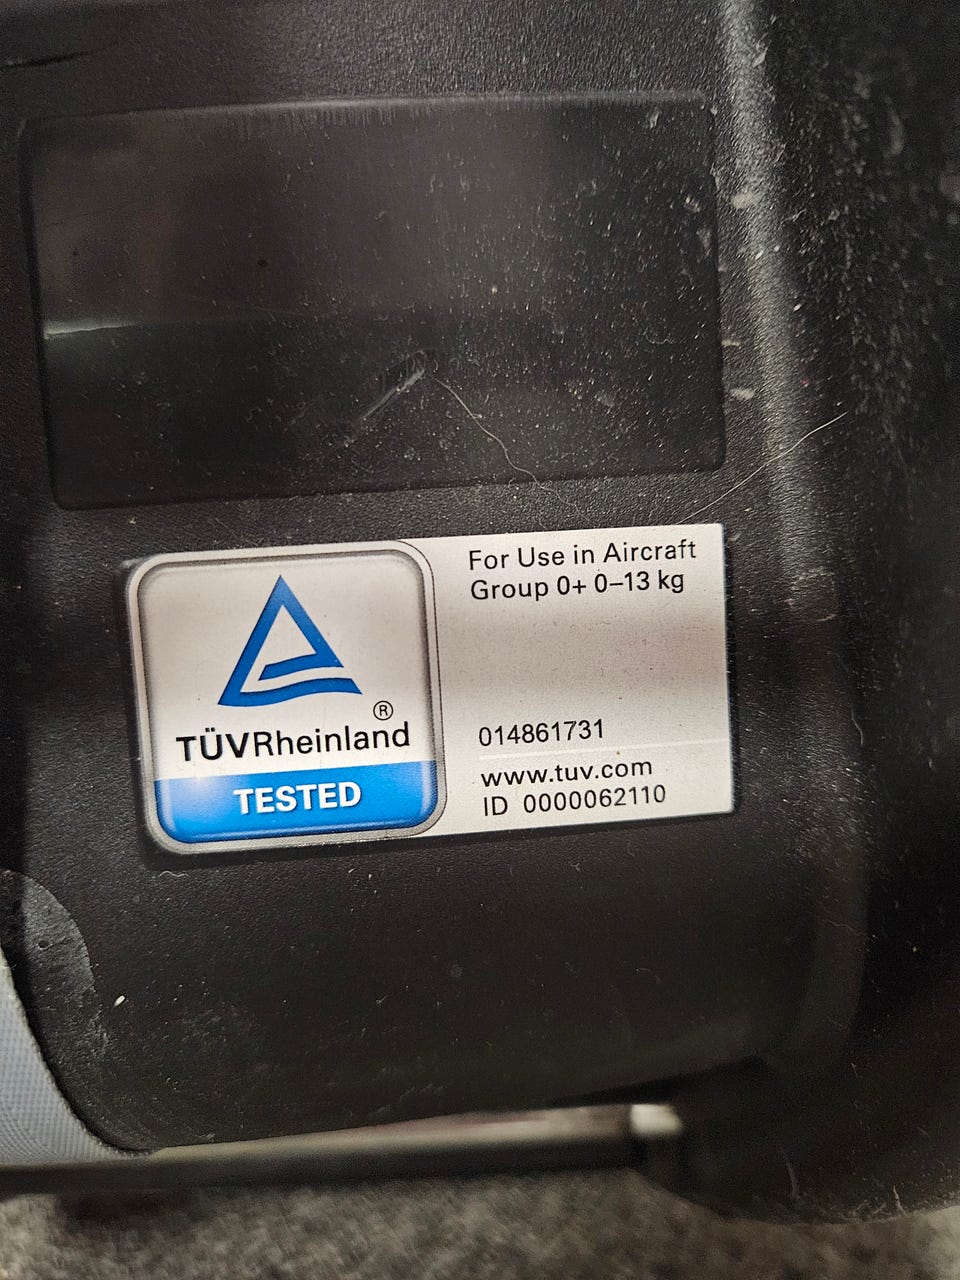 ®
TÜVRheinland
TESTED
For Use in Aircraft
Group 0+ 0–13 kg
014861731
www.tuv.com
ID 0000062110